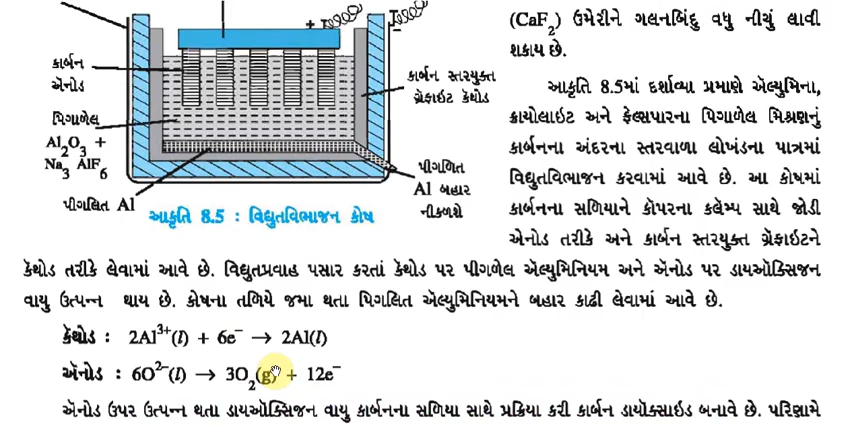 (CaF₂) ઉમેરીને ગલનબિંદુ વધુ નીચું લાવી
શકાય છે.
આકૃતિ 8.5માં દર્શાવ્યા પ્રમાણે ઍલ્યુમિના,
ક્રાયોલાઇટ અને ફેલ્સપારના પિગાળેલ મિશ્રણનું
કાર્બનના અંદરના સ્તરવાળા લોખંડના પાત્રમાં
વિદ્યુતવિભાજન કરવામાં આવે છે. આ કોષમાં
કાર્બનના સળિયાને કૉપરના કલૅમ્પ સાથે જોડી
એનોડ તરીકે અને કાર્બન સ્તરયુક્ત ગ્રૅફાઇટને
કાર્બન
ઍનોડ
પિગાળેલ
Al₂O₃ +
Na₃ AlF₆
પીગલિત Al
+
−
કાર્બન સ્તરયુક્ત
ગ્રેફાઇટ કૅથોડ
પીગળિત
Al બહાર
નીકળશે
આકૃતિ 8.5 : વિદ્યુતવિભાજન કોષ
કૅથોડ તરીકે લેવામાં આવે છે. વિદ્યુતપ્રવાહ પસાર કરતાં કૅથોડ પર પીગળેલ ઍલ્યુમિનિયમ અને ઍનોડ પર ડાયઑક્સિજન
વાયુ ઉત્પન્ન થાય છે. કોષના તળિયે જમા થતા પિગલિત ઍલ્યુમિનિયમને બહાર કાઢી લેવામાં આવે છે.
કૅથોડ : 2Al³⁺(l) + 6e⁻ → 2Al(l)
ઍનોડ : 6O²⁻(l) → 3O₂(g) + 12e⁻
ઍનોડ ઉપર ઉત્પન્ન થતા ડાયઑક્સિજન વાયુ કાર્બનના સળિયા સાથે પ્રક્રિયા કરી કાર્બન ડાયૉક્સાઇડ બનાવે છે. પરિણામે